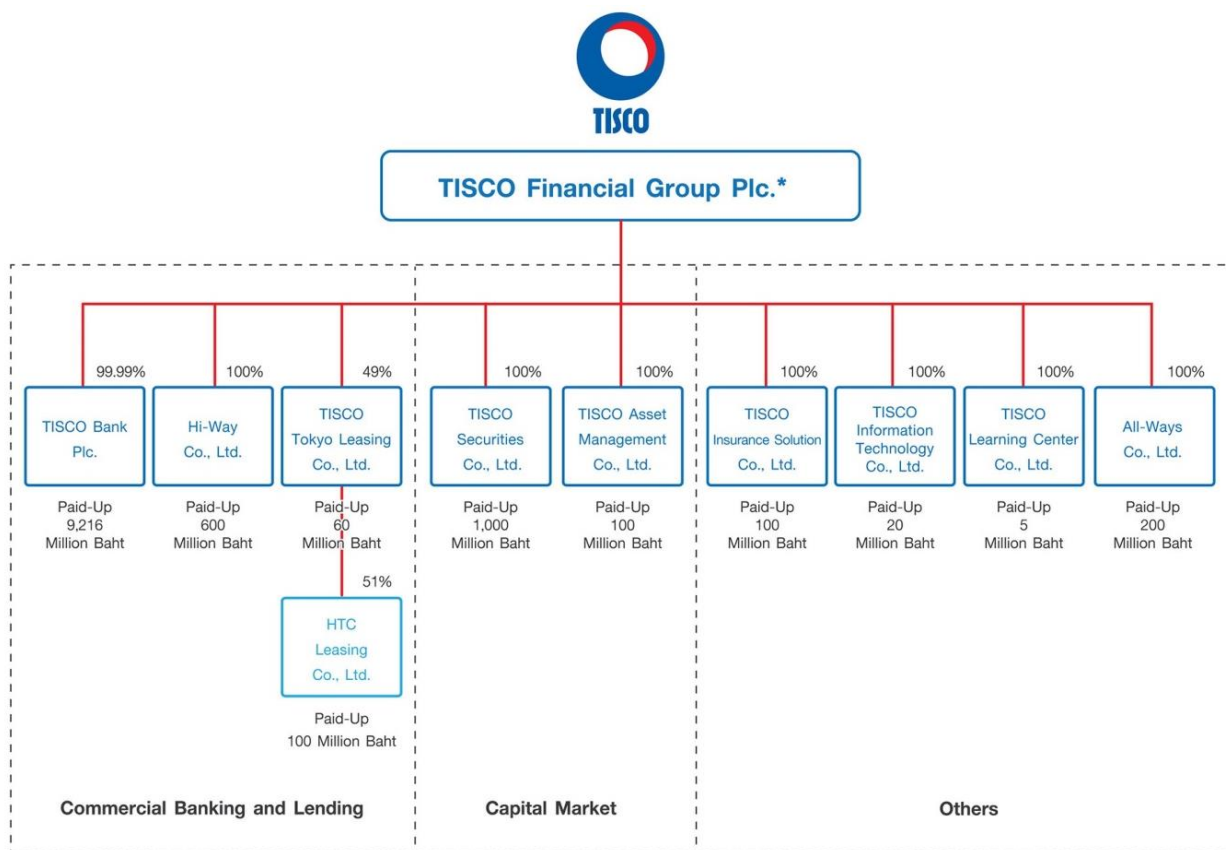 TISCO
TISCO Financial Group Plc.*
99.99%
TISCO Bank
Plc.
Paid-Up
9,216
Million Baht
100%
Hi-Way
Co., Ltd.
Paid-Up
600
Million Baht
49%
TISCO
Tokyo Leasing
Co., Ltd.
Paid-Up
60
Million Baht
51%
HTC
Leasing
Co., Ltd.
Paid-Up
100 Million Baht
Commercial Banking and Lending
100%
TISCO
Securities
Co., Ltd.
Paid-Up
1,000
Million Baht
100%
TISCO Asset
Management
Co., Ltd.
Paid-Up
100
Million Baht
Capital Market
100%
TISCO
Insurance Solution
Co., Ltd.
Paid-Up
100
Million Baht
100%
TISCO
Information
Technology
Co., Ltd.
Paid-Up
20
Million Baht
100%
TISCO
Learning Center
Co., Ltd.
Paid-Up
5
Million Baht
100%
All-Ways
Co., Ltd.
Paid-Up
200
Million Baht
Others